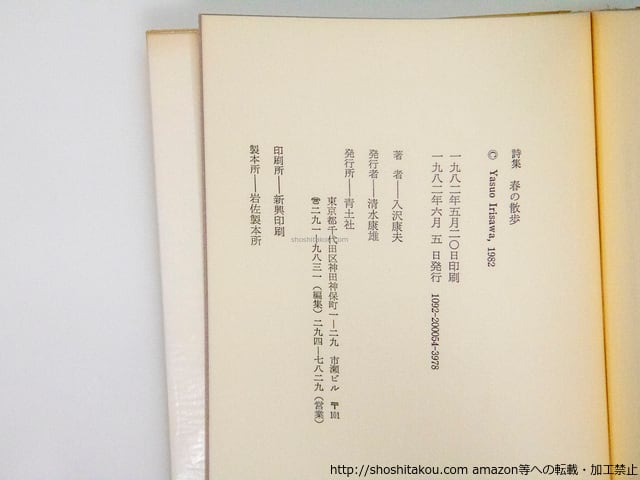 詩集 春の散歩
© Yasuo Irisawa, 1982
一九八二年五月二〇日印刷
一九八二年六月 五 日発行 1092-200054-3978
著 者──入沢康夫
発行者──清水康雄
発行所──青土社
東京都千代田区神田神保町一─二九 市瀬ビル 〒101
☎二九一─九八三一（編集）二九四─七八二九（営業）
印刷所──新興印刷
製本所──岩佐製本所
shoshitakou.com
http://shoshitakou.com amazon等への転載・加工禁止